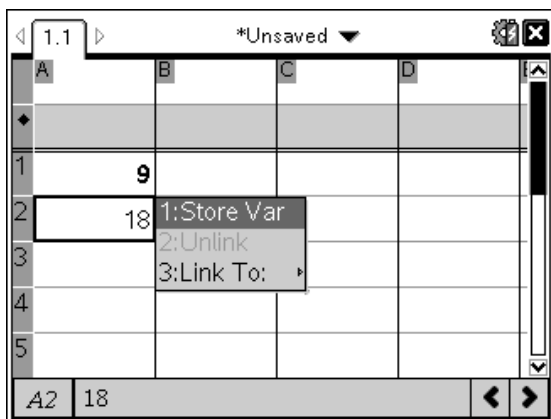 1.1 *Unsaved
A B C D E
1 9
2 18 1:Store Var
2:Unlink
3 3:Link To:
4
5
A2 18